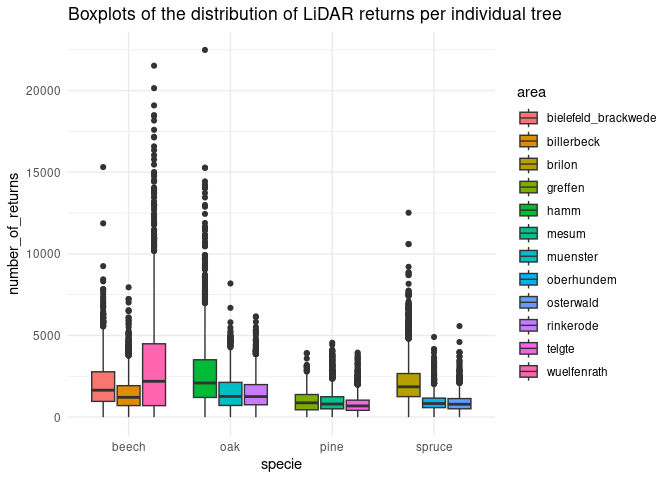 Boxplots of the distribution of LiDAR returns per individual tree
number_of_returns
20000
15000
10000
5000
0
beech oak pine spruce
specie
area
bielefeld_brackwede
billerbeck
brilon
greffen
hamm
mesum
muenster
oberhundem
osterwald
rinkerode
telgte
wuelfenrath